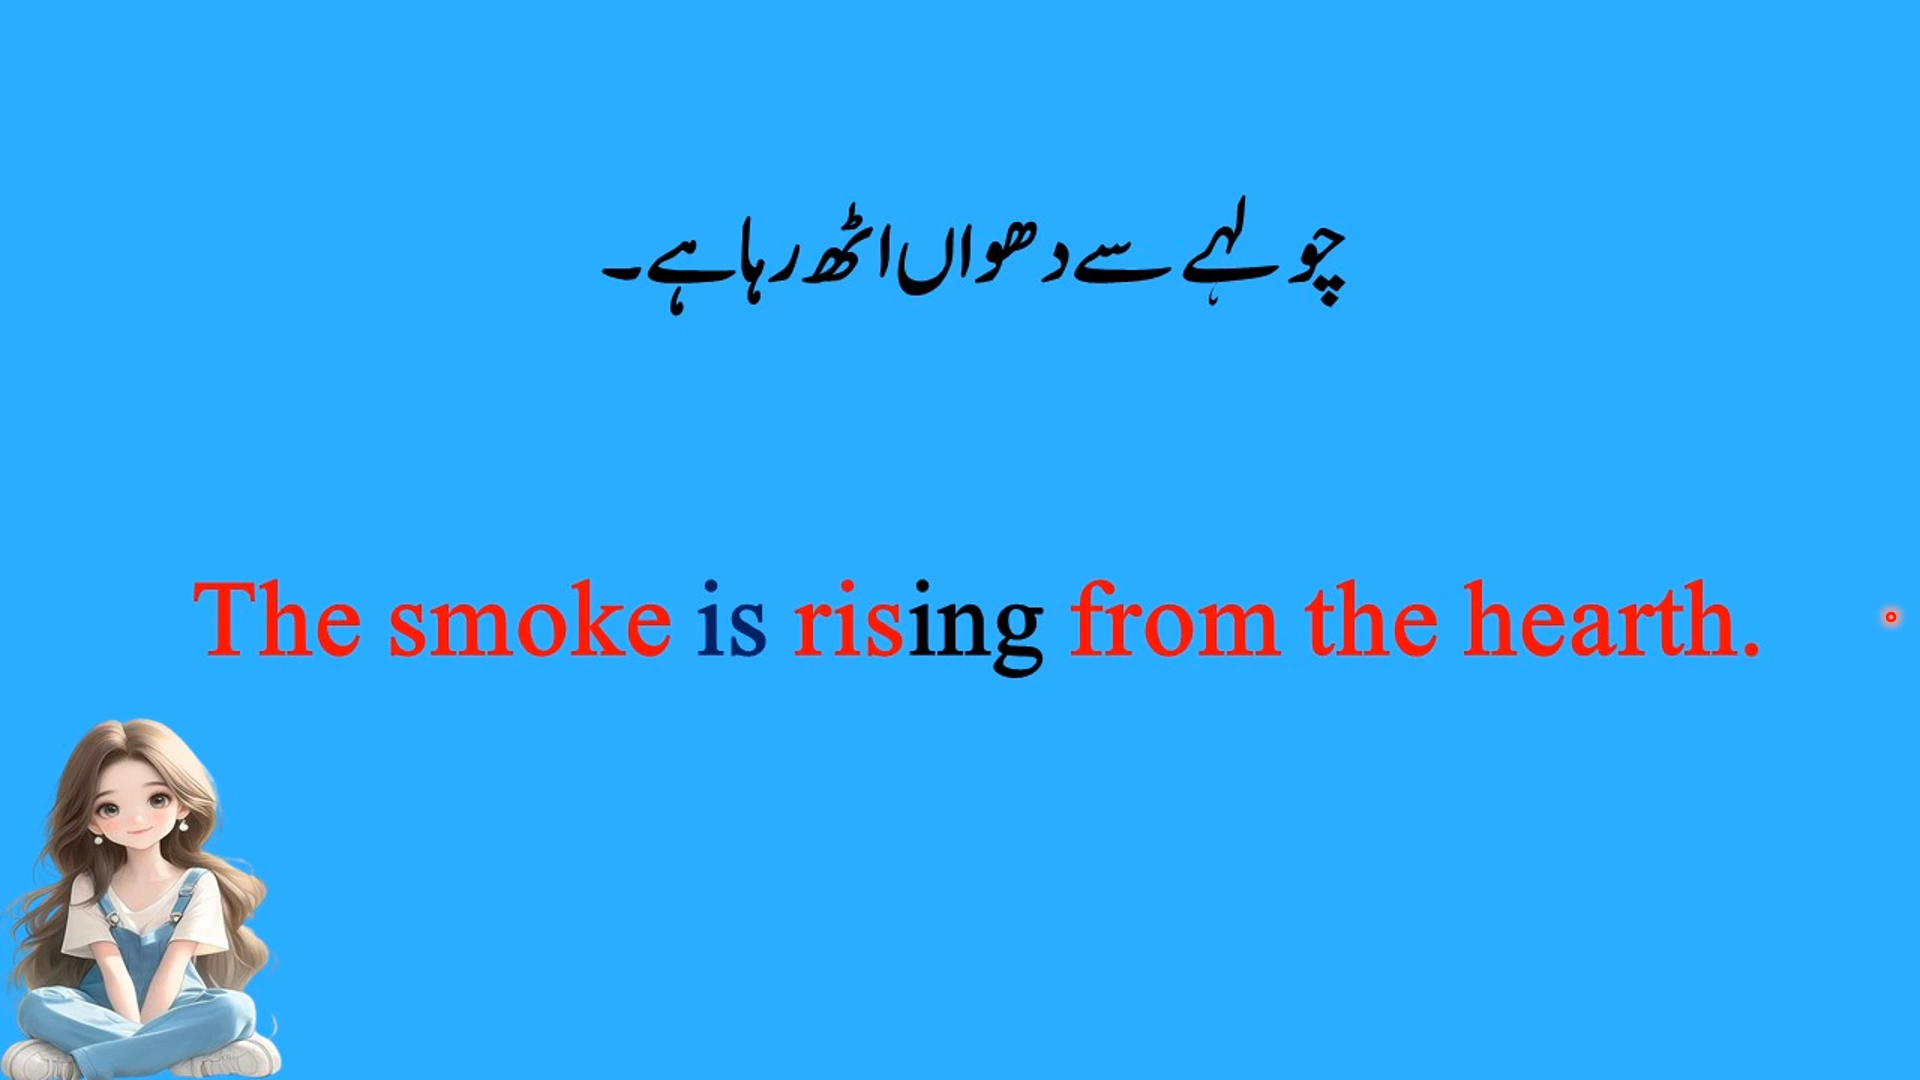 چولہے سے دھواں اٹھ رہا ہے۔
The smoke is rising from the hearth.